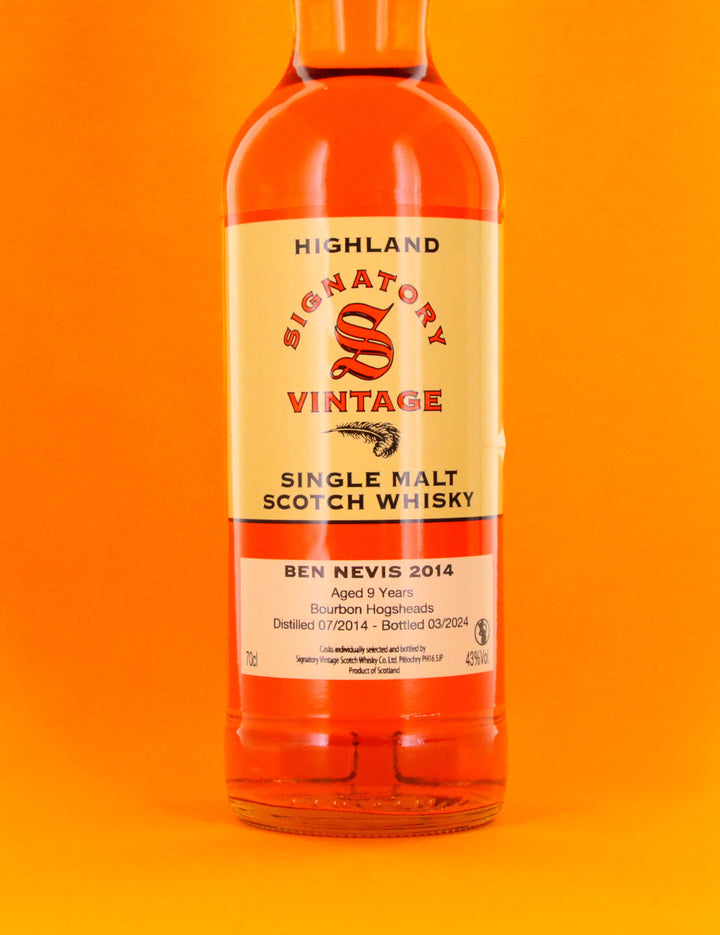 HIGHLAND
SIGNATORY
S
VINTAGE
SINGLE MALT
SCOTCH WHISKY
BEN NEVIS 2014
Aged 9 Years
Bourbon Hogsheads
Distilled 07/2014 - Bottled 03/2024
Casks individually selected and bottled by
Signatory Vintage Scotch Whisky Co. Ltd. Pitlochry PH16 5JP
Product of Scotland
70cl
43%Vol